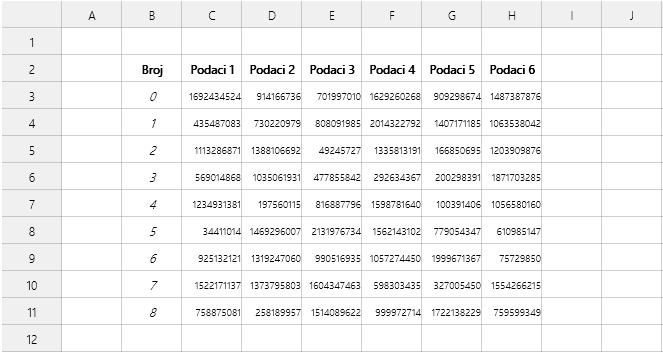 A B C D E F G H I J
1
2 Broj Podaci 1 Podaci 2 Podaci 3 Podaci 4 Podaci 5 Podaci 6
3 0 1692434524 914166736 701997010 1629260268 909298674 1487387876
4 1 435487083 730220979 808091985 2014322792 1407171185 1063538042
5 2 1113286871 1388106692 49245727 1335813191 166850695 1203909876
6 3 569014868 1035061931 477855842 292634367 200298391 1871703285
7 4 1234931381 197560115 816887796 1598781640 100391406 1056580160
8 5 34411014 1469296007 2131976734 1562143102 779054347 610985147
9 6 925132121 1319247060 990516935 1057274450 1999671367 75729850
10 7 1522171137 1373795803 1604347463 598303435 327005450 1554266215
11 8 758875081 258189957 1514089622 999972714 1722138229 759599349
12